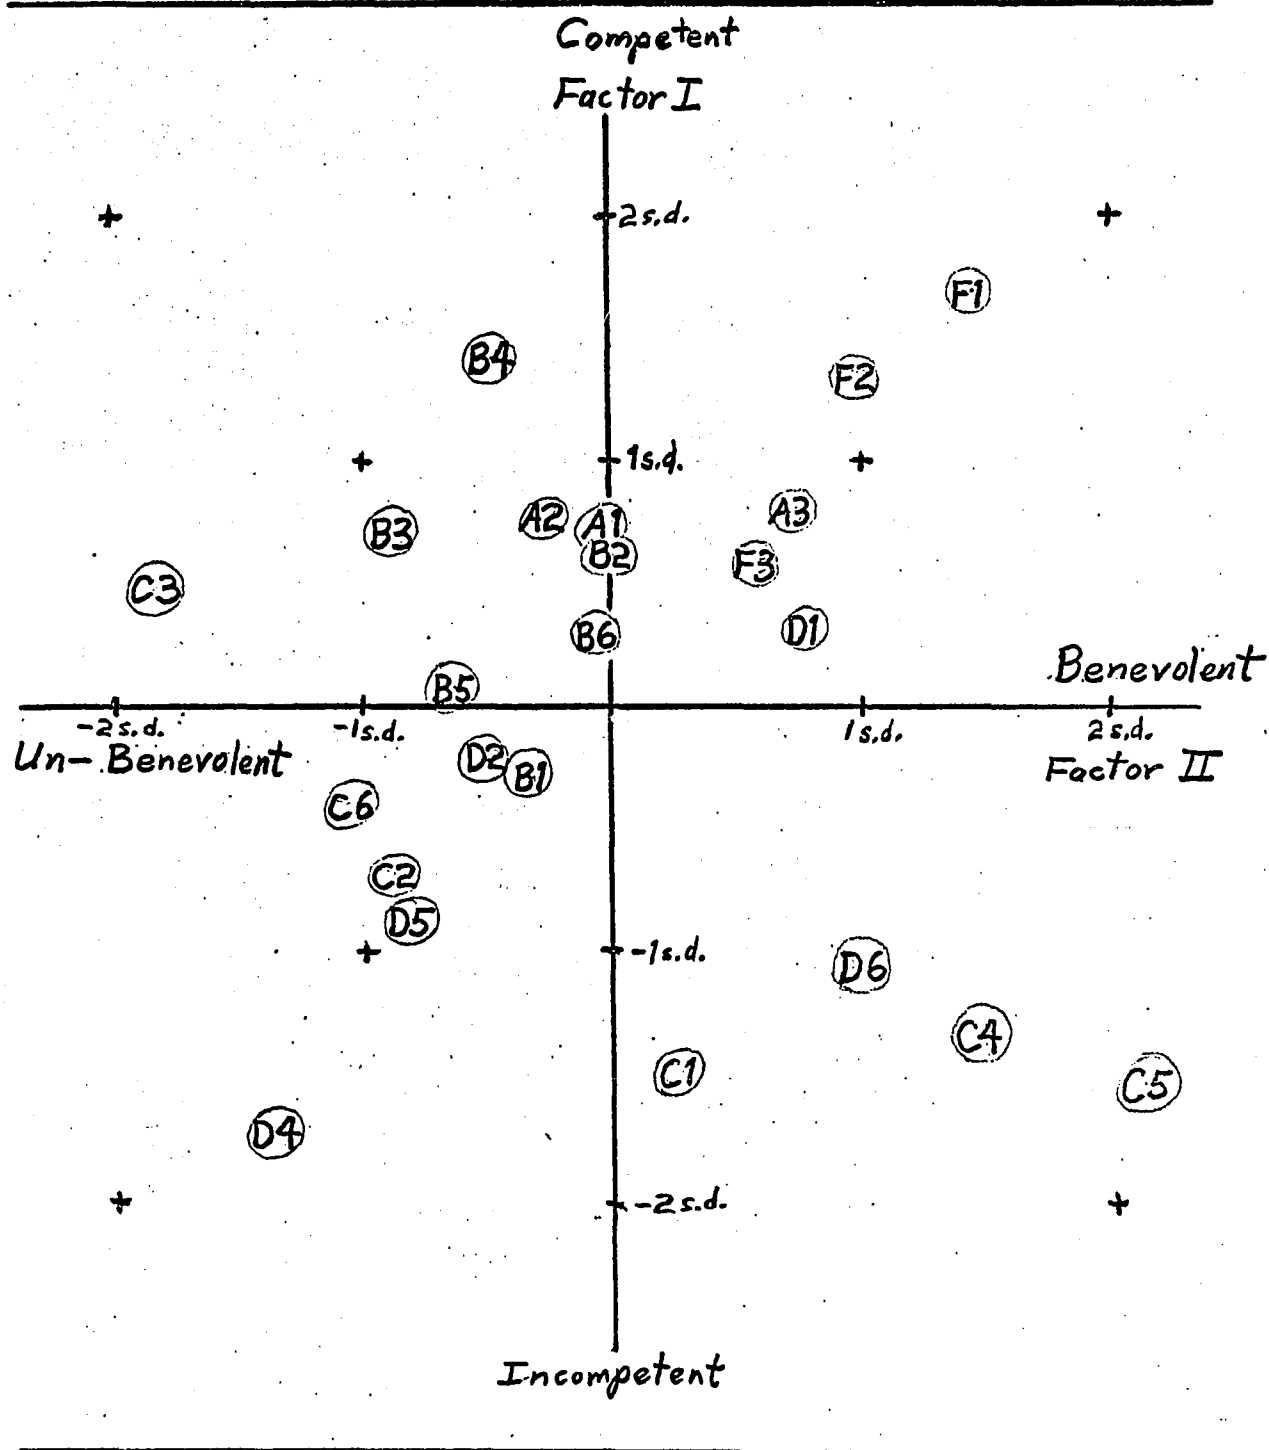 Competent
Factor I
2 s.d.
F1
B4
F2
1 s.d.
A2 A1 A3
B3
B2 F3
C3
B6 D1
Benevolent
B5
-2 s.d. -1 s.d. 1 s.d. 2 s.d.
Un-Benevolent D2 B1 Factor II
C6
C2
D5
-1 s.d. D6
C4
C1 C5
D4
-2 s.d.
Incompetent